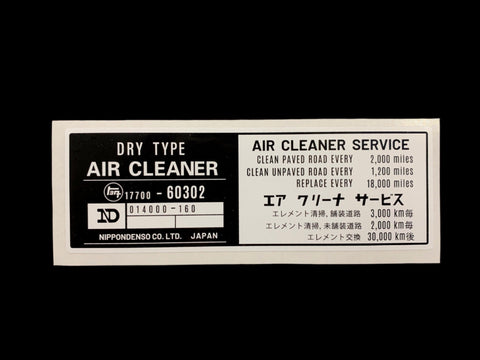 DRY TYPE
AIR CLEANER
17700 - 60302
ND 014000-160
NIPPONDENSO CO. LTD. JAPAN
AIR CLEANER SERVICE
CLEAN PAVED ROAD EVERY 2,000 miles
CLEAN UNPAVED ROAD EVERY 1,200 miles
REPLACE EVERY 18,000 miles
エア クリーナ サービス
エレメント清掃, 舗装道路 3,000 km毎
エレメント清掃, 未舗装道路 2,000 km毎
エレメント交換 30,000 km後